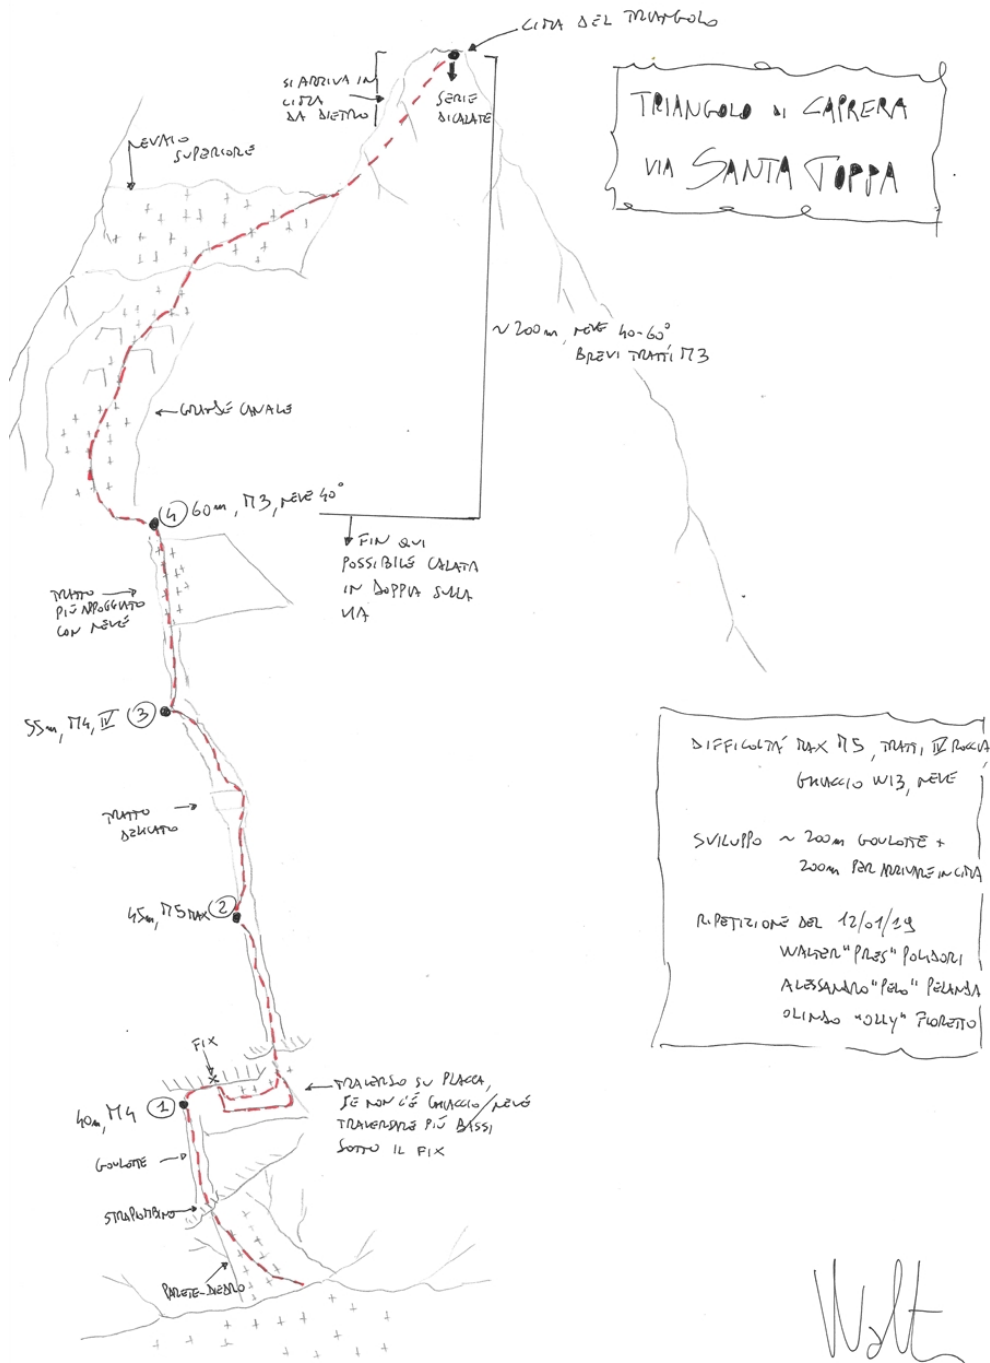 CIMA DEL TRIANGOLO
SI ARRIVA IN
CIMA
DA DIETRO
SERIE
DI CALATE
TRIANGOLO DI CAPRERA
VIA SANTA TOPPA
NEVAIO
SUPERIORE
~200m, NEVE 40-60°
BREVI TRATTI M3
GRANDE CANALE
4 60m, M3, NEVE 40°
FIN QUI
POSSIBILE CALATA
IN DOPPIA SULLA
VIA
TRATTO
PIÙ APPOGGIATO
CON NEVE
55m, M4, IV 3
TRATTO
DELICATO
45m, M5 MAX 2
DIFFICOLTÀ MAX M5, TRATTI, IV ROCCIA
GHIACCIO WI3, NEVE
SVILUPPO ~ 200m GOULOTTE +
200m PER ARRIVARE IN CIMA
RIPETIZIONE DEL 12/01/19
WALTER "PRES" POLIDORI
ALESSANDRO "PELO" PELANDA
OLINDO "OLLY" FIORETTO
FIX
TRAVERSO SU PLACCA,
SE NON C'È GHIACCIO/NEVE
TRAVERSARE PIÙ BASSI
SOTTO IL FIX
40m, M4 1
GOULOTTE
STRAPIOMBINO
PARETE-DIEDRO
Walt